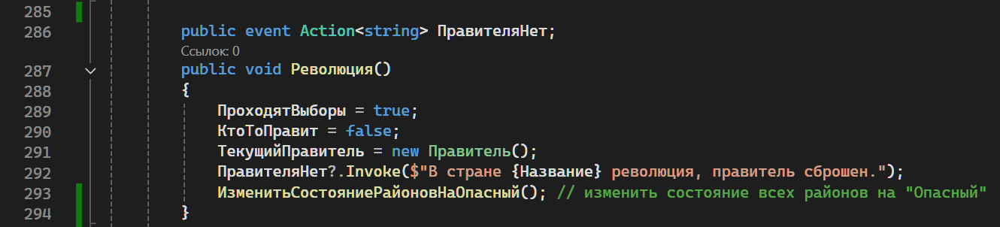 285
286 public event Action<string> ПравителяНет;
Ссылок: 0
287 public void Революция()
288 {
289 ПроходятВыборы = true;
290 КтоТоПравит = false;
291 ТекущийПравитель = new Правитель();
292 ПравителяНет?.Invoke($"В стране {Название} революция, правитель сброшен.");
293 ИзменитьСостояниеРайоновНаОпасный(); // изменить состояние всех районов на "Опасный"
294 }